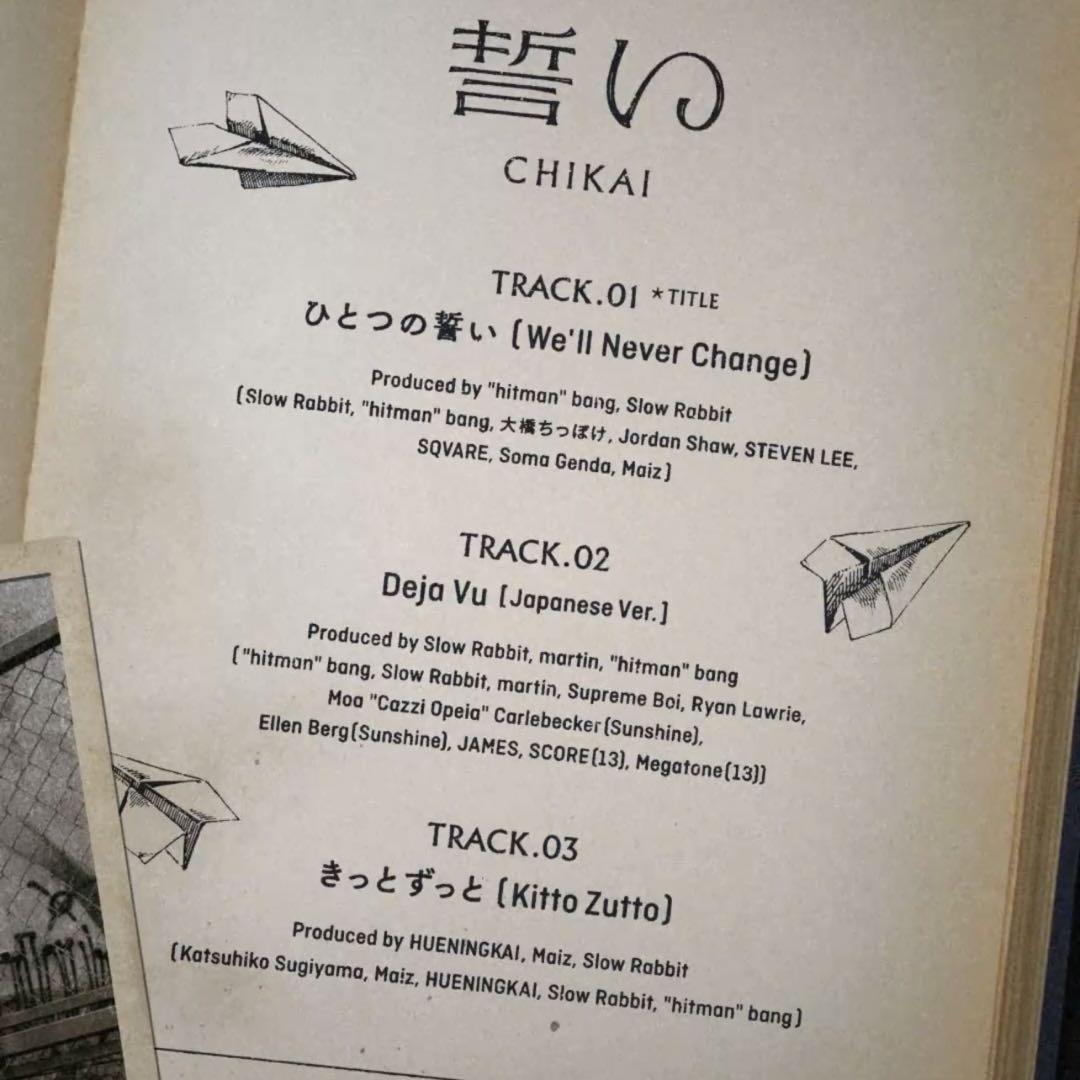 誓い
CHIKAI
TRACK.01 *TITLE
ひとつの誓い (We'll Never Change)
Produced by "hitman" bang, Slow Rabbit
(Slow Rabbit, "hitman" bang, 大橋ちっぽけ, Jordan Shaw, STEVEN LEE,
SQVARE, Soma Genda, Maiz)
TRACK.02
Deja Vu [Japanese Ver.]
Produced by Slow Rabbit, martin, "hitman" bang
("hitman" bang, Slow Rabbit, martin, Supreme Boi, Ryan Lawrie,
Moa "Cazzi Opeia" Carlebecker(Sunshine),
Ellen Berg(Sunshine), JAMES, SCORE(13), Megatone(13))
TRACK.03
きっとずっと (Kitto Zutto)
Produced by HUENINGKAI, Maiz, Slow Rabbit
(Katsuhiko Sugiyama, Maiz, HUENINGKAI, Slow Rabbit, "hitman" bang)